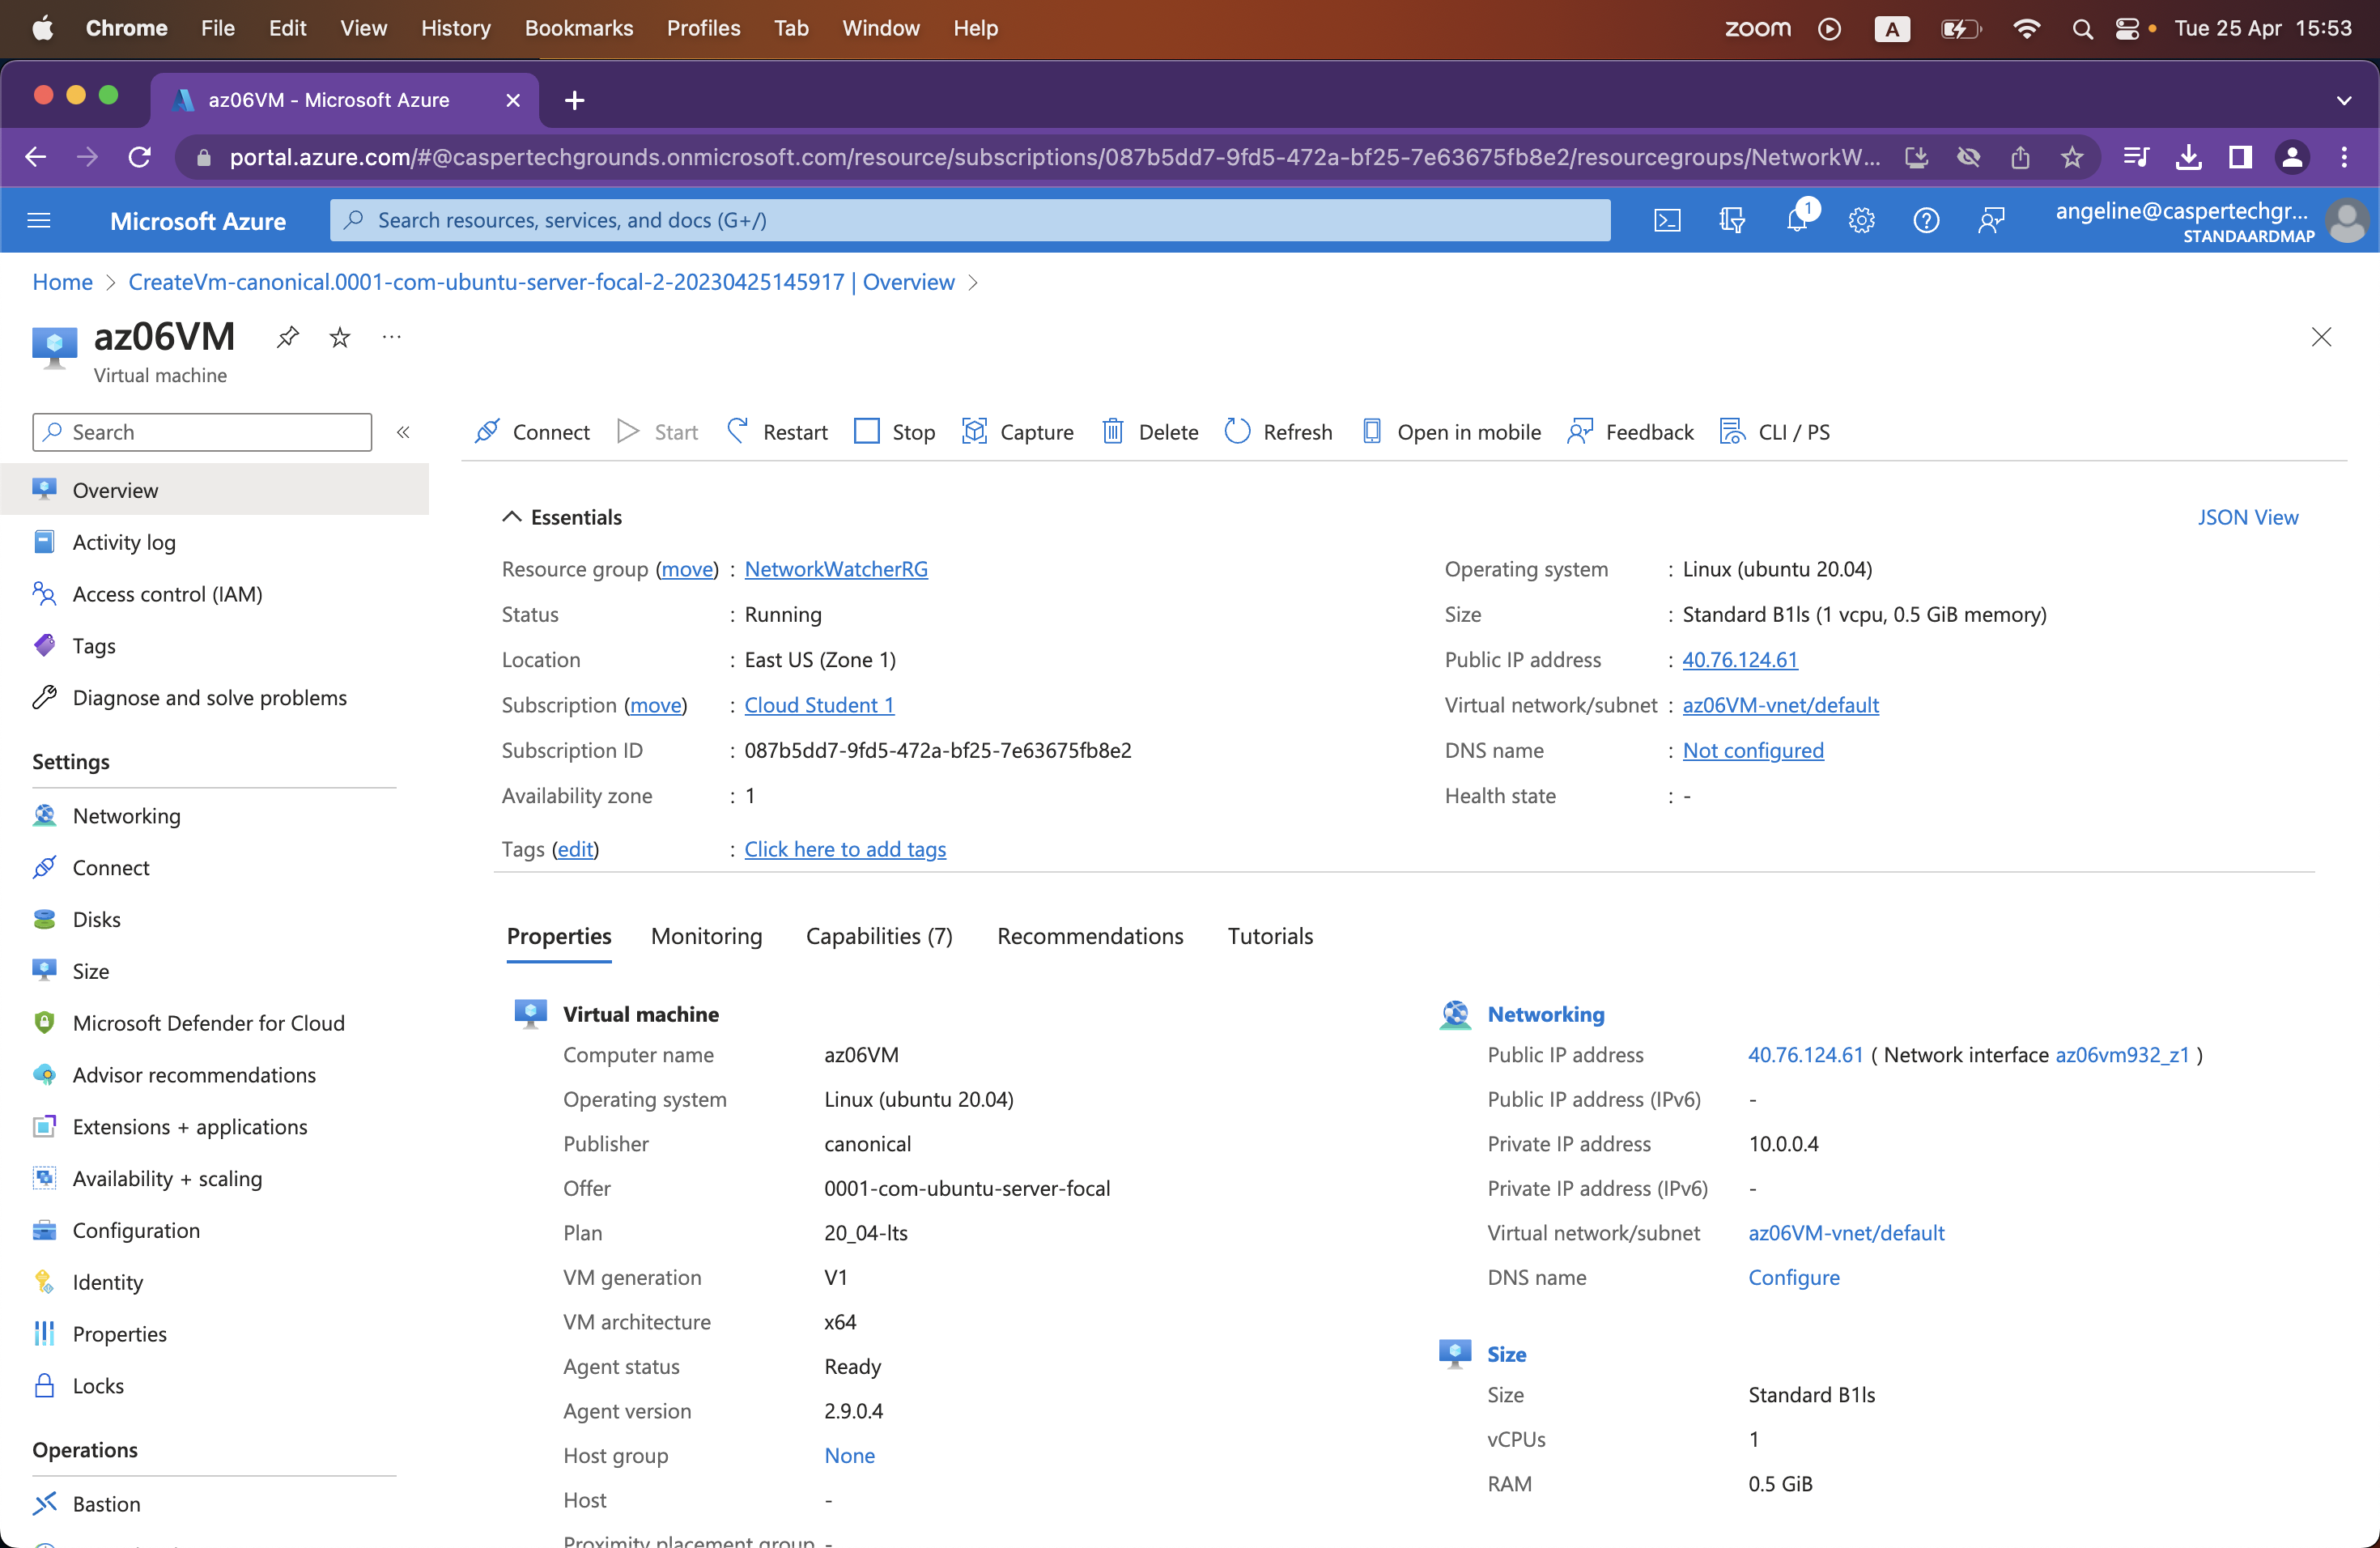 Chrome File Edit View History Bookmarks Profiles Tab Window Help zoom A Tue 25 Apr 15:53
az06VM - Microsoft Azure
portal.azure.com/#@caspertechgrounds.onmicrosoft.com/resource/subscriptions/087b5dd7-9fd5-472a-bf25-7e63675fb8e2/resourcegroups/NetworkW...
Microsoft Azure Search resources, services, and docs (G+/) 1 angeline@caspertechgr...
STANDAARDMAP
Home > CreateVm-canonical.0001-com-ubuntu-server-focal-2-20230425145917 | Overview >
az06VM ...
Virtual machine
Search « Connect Start Restart Stop Capture Delete Refresh Open in mobile Feedback CLI / PS
Overview
Activity log
Access control (IAM)
Tags
Diagnose and solve problems
Settings
Networking
Connect
Disks
Size
Microsoft Defender for Cloud
Advisor recommendations
Extensions + applications
Availability + scaling
Configuration
Identity
Properties
Locks
Operations
Bastion
Essentials JSON View
Resource group (move) : NetworkWatcherRG
Status : Running
Location : East US (Zone 1)
Subscription (move) : Cloud Student 1
Subscription ID : 087b5dd7-9fd5-472a-bf25-7e63675fb8e2
Availability zone : 1
Tags (edit) : Click here to add tags
Operating system : Linux (ubuntu 20.04)
Size : Standard B1ls (1 vcpu, 0.5 GiB memory)
Public IP address : 40.76.124.61
Virtual network/subnet : az06VM-vnet/default
DNS name : Not configured
Health state : -
Properties Monitoring Capabilities (7) Recommendations Tutorials
Virtual machine
Computer name az06VM
Operating system Linux (ubuntu 20.04)
Publisher canonical
Offer 0001-com-ubuntu-server-focal
Plan 20_04-lts
VM generation V1
VM architecture x64
Agent status Ready
Agent version 2.9.0.4
Host group None
Host -
Proximity placement group -
Networking
Public IP address 40.76.124.61 ( Network interface az06vm932_z1 )
Public IP address (IPv6) -
Private IP address 10.0.0.4
Private IP address (IPv6) -
Virtual network/subnet az06VM-vnet/default
DNS name Configure
Size
Size Standard B1ls
vCPUs 1
RAM 0.5 GiB